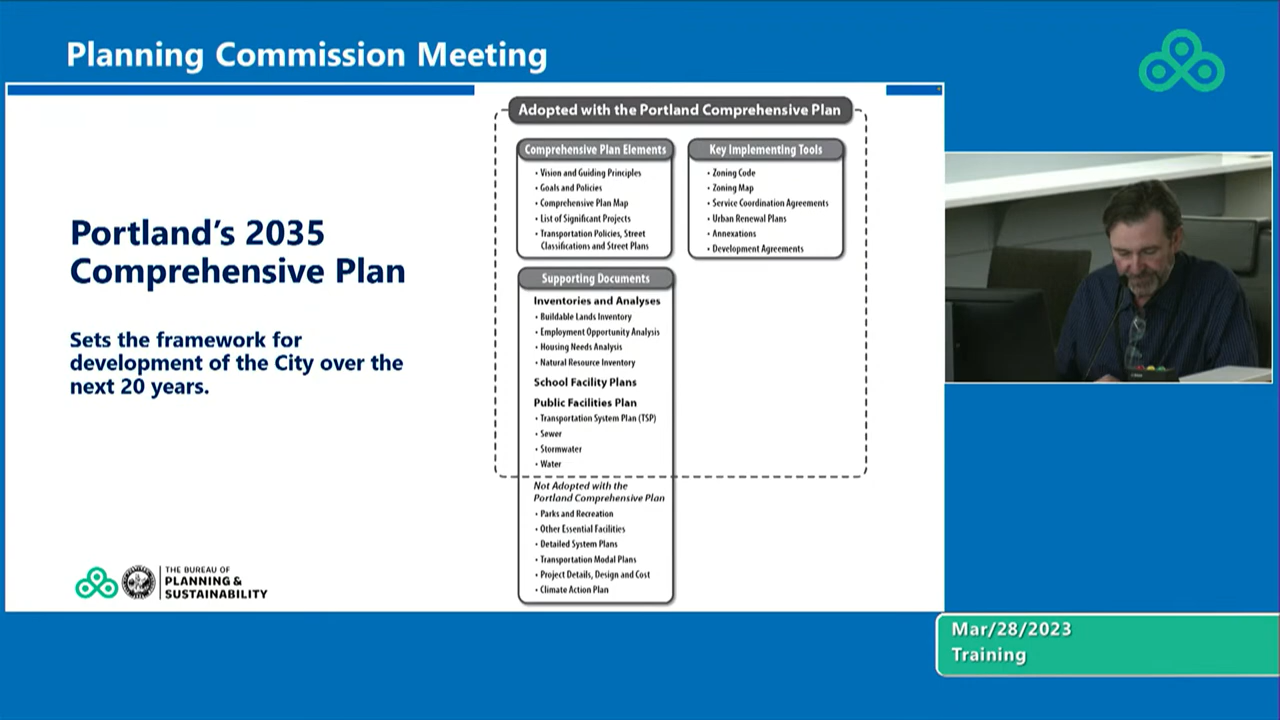 Planning Commission Meeting
Portland's 2035
Comprehensive Plan
Sets the framework for
development of the City over the
next 20 years.
THE BUREAU OF
PLANNING &
SUSTAINABILITY
Adopted with the Portland Comprehensive Plan
Comprehensive Plan Elements
• Vision and Guiding Principles
• Goals and Policies
• Comprehensive Plan Map
• List of Significant Projects
• Transportation Policies, Street
Classifications and Street Plans
Key Implementing Tools
• Zoning Code
• Zoning Map
• Service Coordination Agreements
• Urban Renewal Plans
• Annexations
• Development Agreements
Supporting Documents
Inventories and Analyses
• Buildable Lands Inventory
• Employment Opportunity Analysis
• Housing Needs Analysis
• Natural Resource Inventory
School Facility Plans
Public Facilities Plan
• Transportation System Plan (TSP)
• Sewer
• Stormwater
• Water
Not Adopted with the
Portland Comprehensive Plan
• Parks and Recreation
• Other Essential Facilities
• Detailed System Plans
• Transportation Modal Plans
• Project Details, Design and Cost
• Climate Action Plan
Mar/28/2023
Training